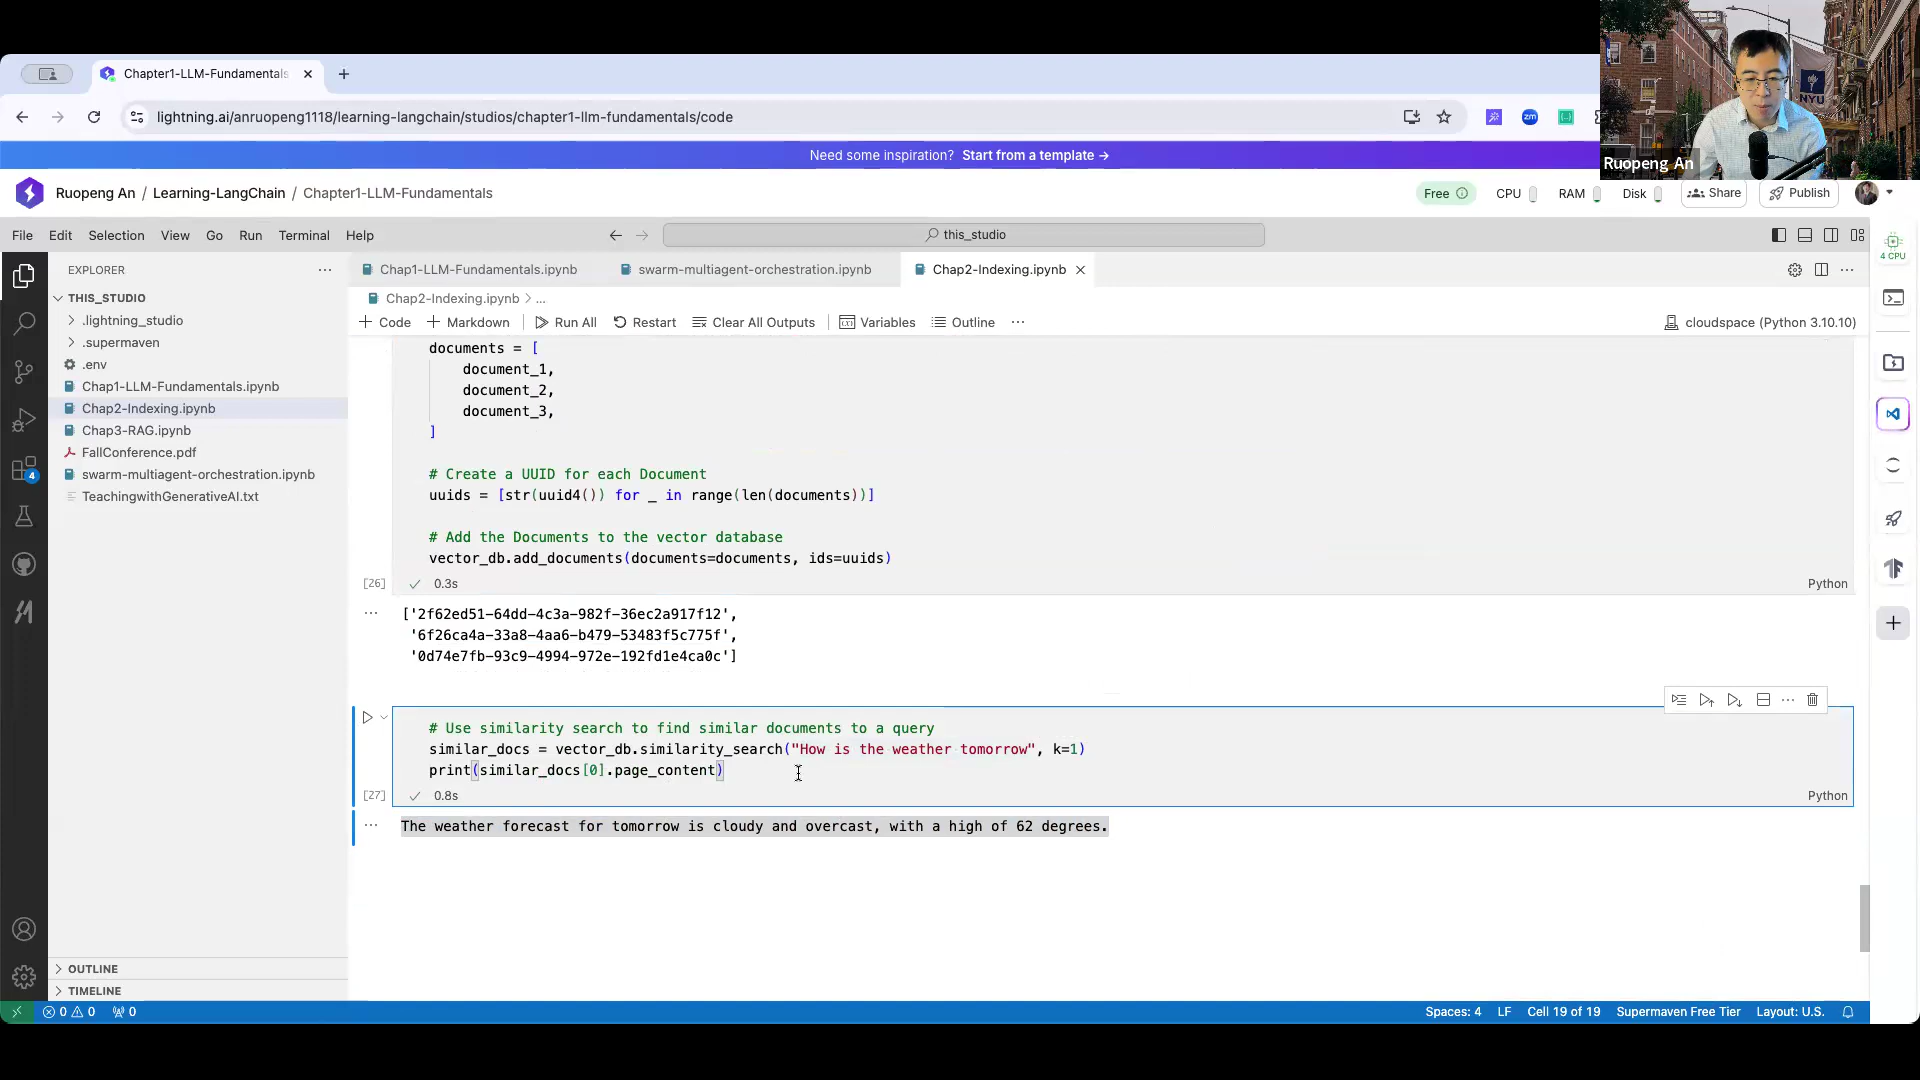 Chapter1-LLM-Fundamentals
lightning.ai/anruopeng1118/learning-langchain/studios/chapter1-llm-fundamentals/code
zm
NYU
Ruopeng An
Need some inspiration? Start from a template →
Ruopeng An / Learning-LangChain / Chapter1-LLM-Fundamentals
Free CPU RAM Disk Share Publish
File Edit Selection View Go Run Terminal Help
this_studio
4 CPU
EXPLORER
Chap1-LLM-Fundamentals.ipynb swarm-multiagent-orchestration.ipynb Chap2-Indexing.ipynb
THIS_STUDIO
.lightning_studio
.supermaven
.env
Chap1-LLM-Fundamentals.ipynb
Chap2-Indexing.ipynb
Chap3-RAG.ipynb
FallConference.pdf
swarm-multiagent-orchestration.ipynb
TeachingwithGenerativeAI.txt
4
OUTLINE
TIMELINE
Chap2-Indexing.ipynb > ...
+ Code + Markdown Run All Restart Clear All Outputs Variables Outline ...
cloudspace (Python 3.10.10)
documents = [
document_1,
document_2,
document_3,
]
# Create a UUID for each Document
uuids = [str(uuid4()) for _ in range(len(documents))]
# Add the Documents to the vector database
vector_db.add_documents(documents=documents, ids=uuids)
[26] 0.3s Python
['2f62ed51-64dd-4c3a-982f-36ec2a917f12',
'6f26ca4a-33a8-4aa6-b479-53483f5c775f',
'0d74e7fb-93c9-4994-972e-192fd1e4ca0c']
# Use similarity search to find similar documents to a query
similar_docs = vector_db.similarity_search("How is the weather tomorrow", k=1)
print(similar_docs[0].page_content)
[27] 0.8s Python
The weather forecast for tomorrow is cloudy and overcast, with a high of 62 degrees.
0 0 0
Spaces: 4 LF Cell 19 of 19 Supermaven Free Tier Layout: U.S.